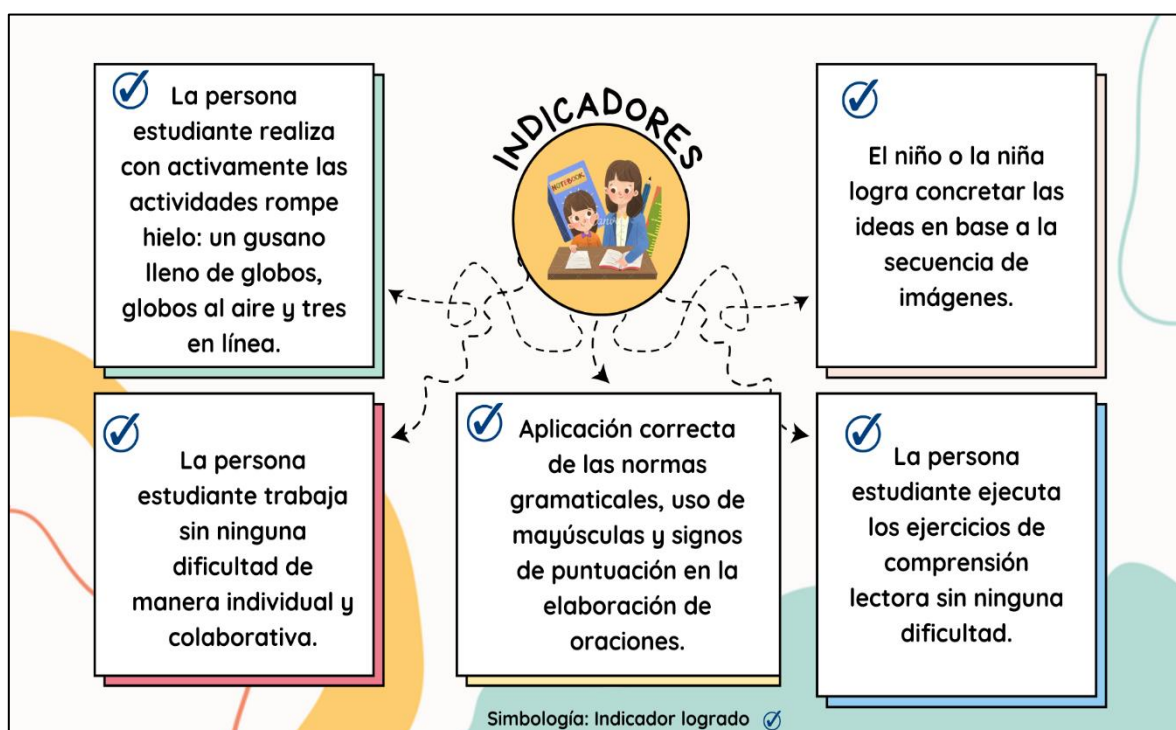 INDICADORES
NOTEBOOK
La persona
estudiante realiza
con activamente las
actividades rompe
hielo: un gusano
lleno de globos,
globos al aire y tres
en línea.
El niño o la niña
logra concretar las
ideas en base a la
secuencia de
imágenes.
La persona
estudiante trabaja
sin ninguna
dificultad de
manera individual y
colaborativa.
Aplicación correcta
de las normas
gramaticales, uso de
mayúsculas y signos
de puntuación en la
elaboración de
oraciones.
La persona
estudiante ejecuta
los ejercicios de
comprensión
lectora sin ninguna
dificultad.
Simbología: Indicador logrado